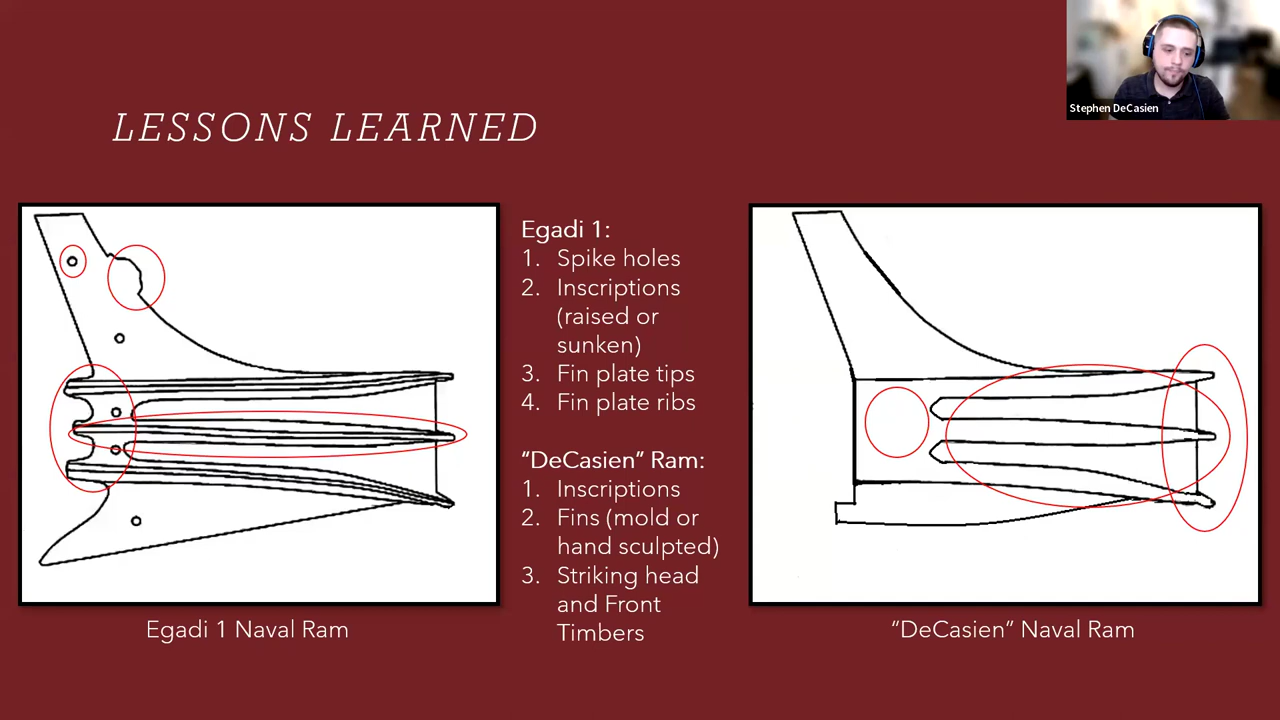 Stephen DeCasien
LESSONS LEARNED
Egadi 1:
1. Spike holes
2. Inscriptions
(raised or
sunken)
3. Fin plate tips
4. Fin plate ribs
“DeCasien” Ram:
1. Inscriptions
2. Fins (mold or
hand sculpted)
3. Striking head
and Front
Timbers
Egadi 1 Naval Ram
“DeCasien” Naval Ram